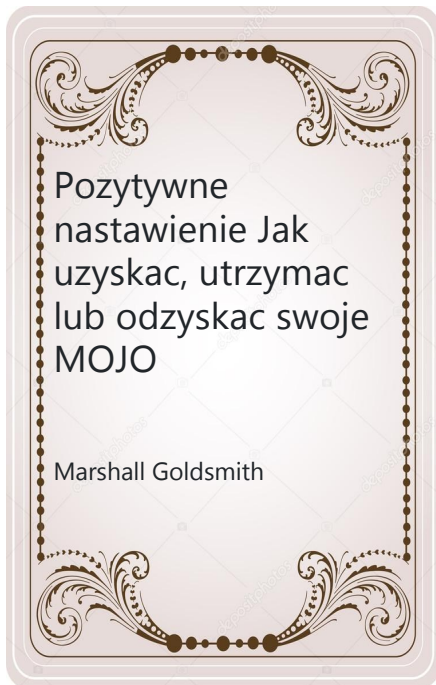 Pozytywne
nastawienie Jak
uzyskac, utrzymac
lub odzyskac swoje
MOJO
Marshall Goldsmith